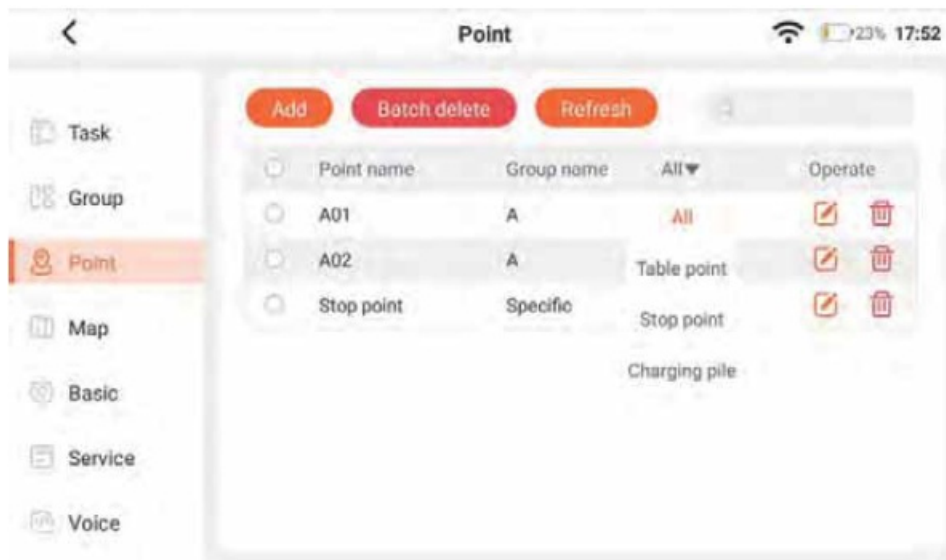 Point 23% 17:52
Task
Group
Point
Map
Basic
Service
Voice
Add Batch delete Refresh
Point name Group name All▼ Operate
A01 A
A02 A
Stop point Specific
All
Table point
Stop point
Charging pile